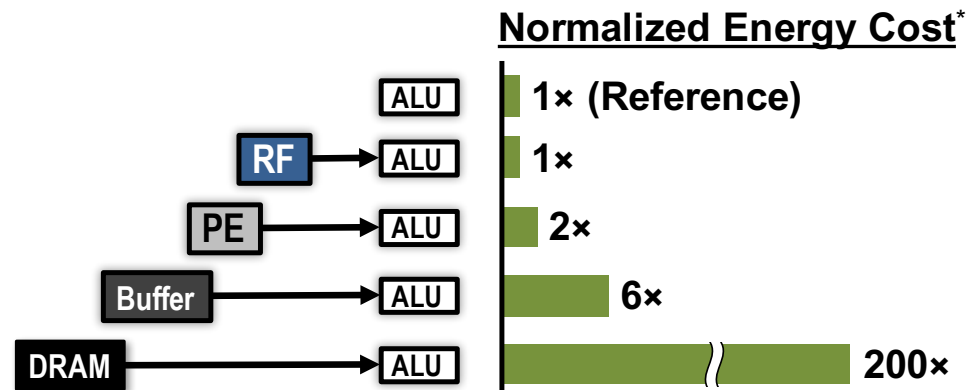 Normalized Energy Cost*
ALU 1× (Reference)
RF ALU 1×
PE ALU 2×
Buffer ALU 6×
DRAM ALU 200×